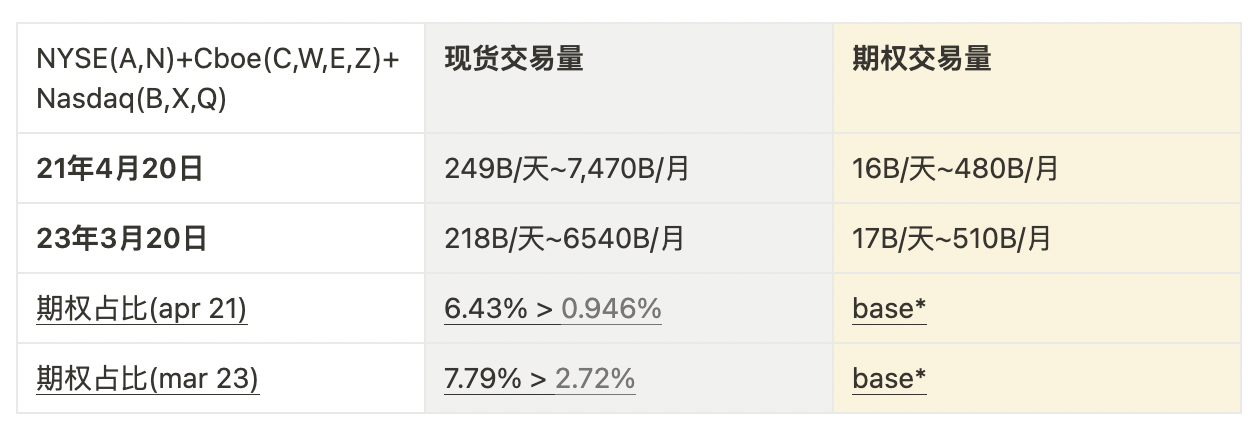 NYSE(A,N)+Cboe(C,W,E,Z)+
Nasdaq(B,X,Q)
现货交易量
期权交易量
21年4月20日
249B/天~7,470B/月
16B/天~480B/月
23年3月20日
218B/天~6540B/月
17B/天~510B/月
期权占比(apr 21)
6.43% > 0.946%
base*
期权占比(mar 23)
7.79% > 2.72%
base*